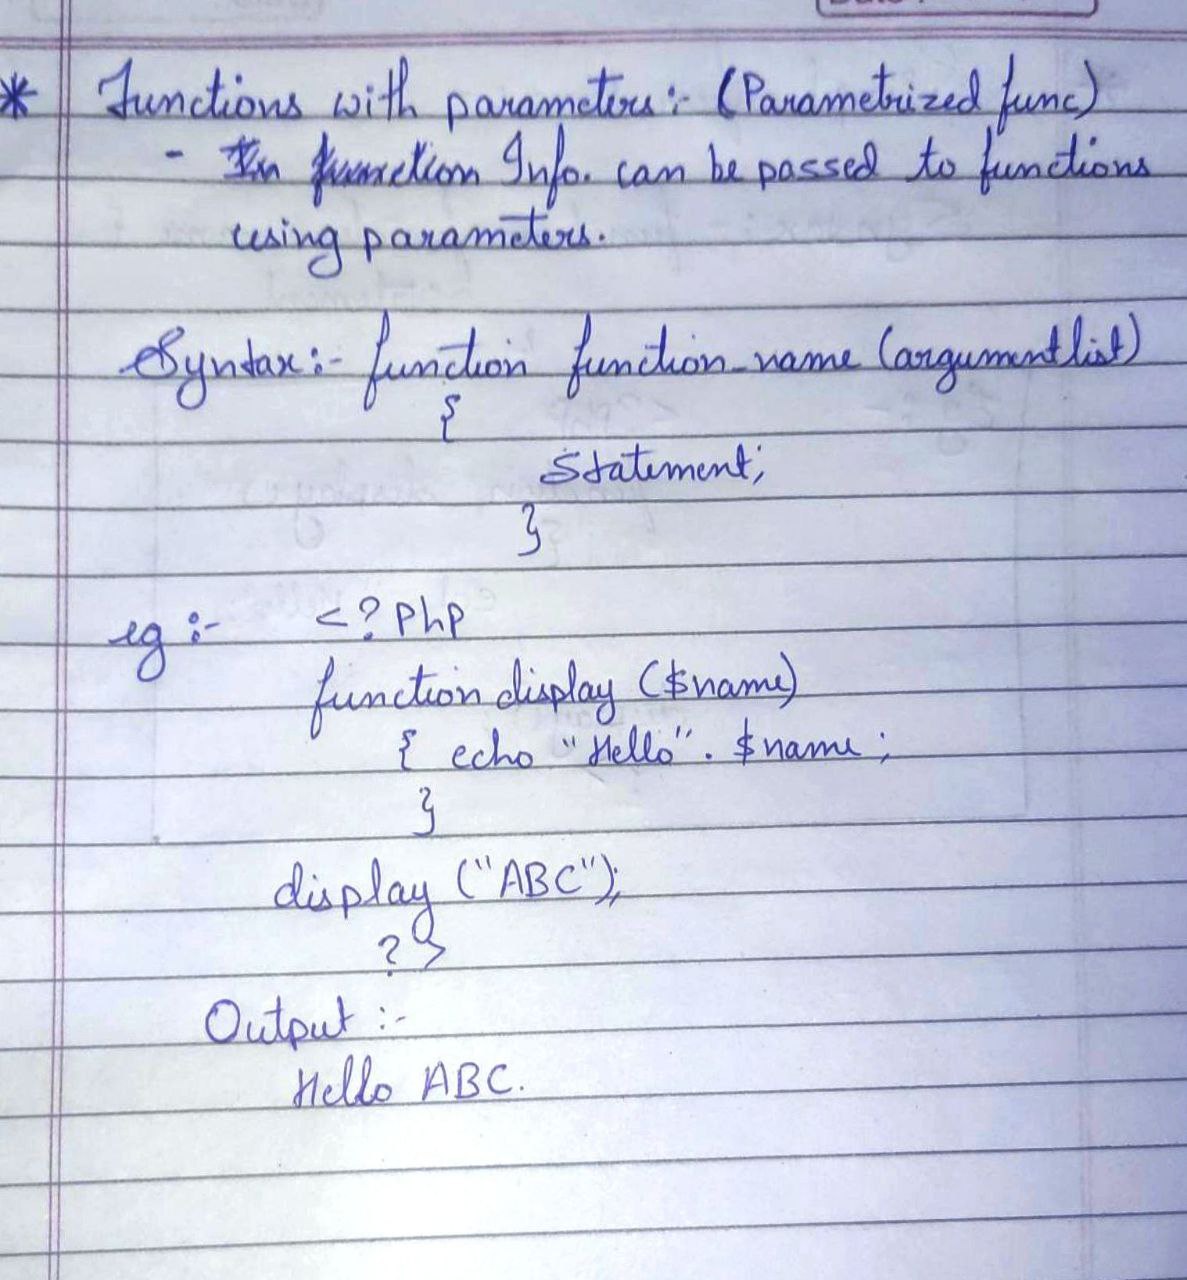 * Functions with parameters :- (Parametrized func)
- In function Info. can be passed to functions
using parameters.
Syntax :- function function_name (argumentlist)
{
Statement;
}
eg :- <? PhP
function display ($name)
{ echo "Hello". $name ;
}
display ("ABC");
?>
Output :-
Hello ABC.